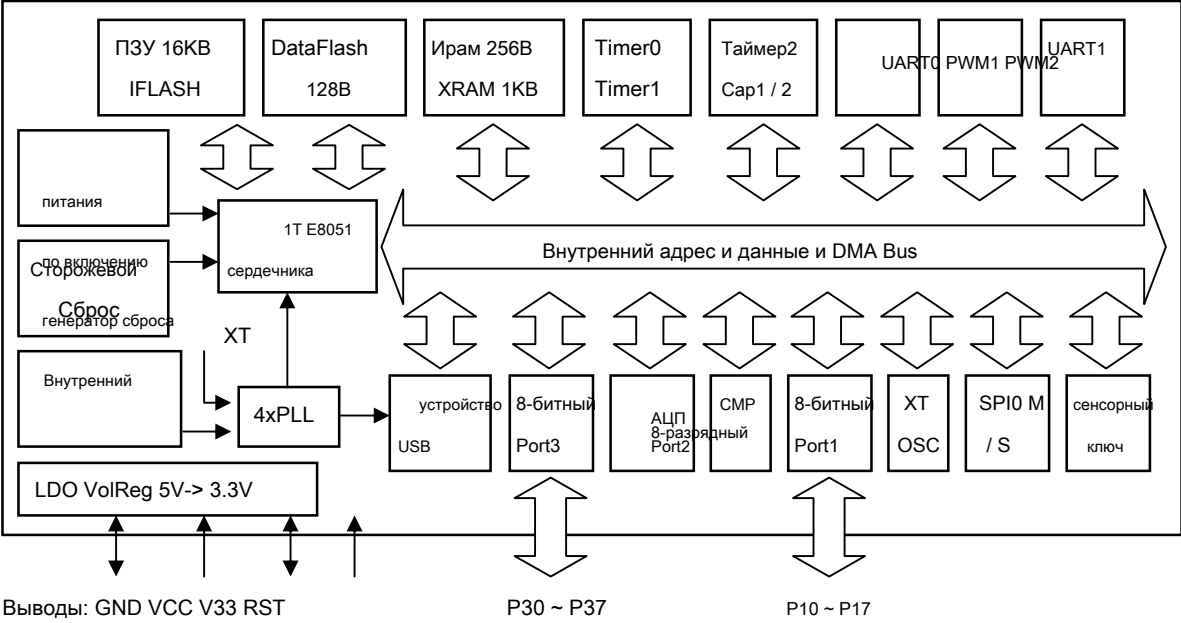 ПЗУ 16KB
IFLASH
DataFlash
128B
Ирам 256B
XRAM 1KB
Timer0
Timer1
Таймер2
Cap1 / 2
UART0 PWM1 PWM2
UART1
питания
по включению
Сторожевой
Сброс
генератор сброса
1T E8051
сердечника
Внутренний адрес и данные и DMA Bus
XT
Внутренний
4xPLL
устройство
USB
8-битный
Port3
АЦП
8-разрядный
Port2
CMP
8-битный
Port1
XT
OSC
SPI0 M
/ S
сенсорный
ключ
LDO VolReg 5V-> 3.3V
Выводы: GND VCC V33 RST
P30 ~ P37
P10 ~ P17